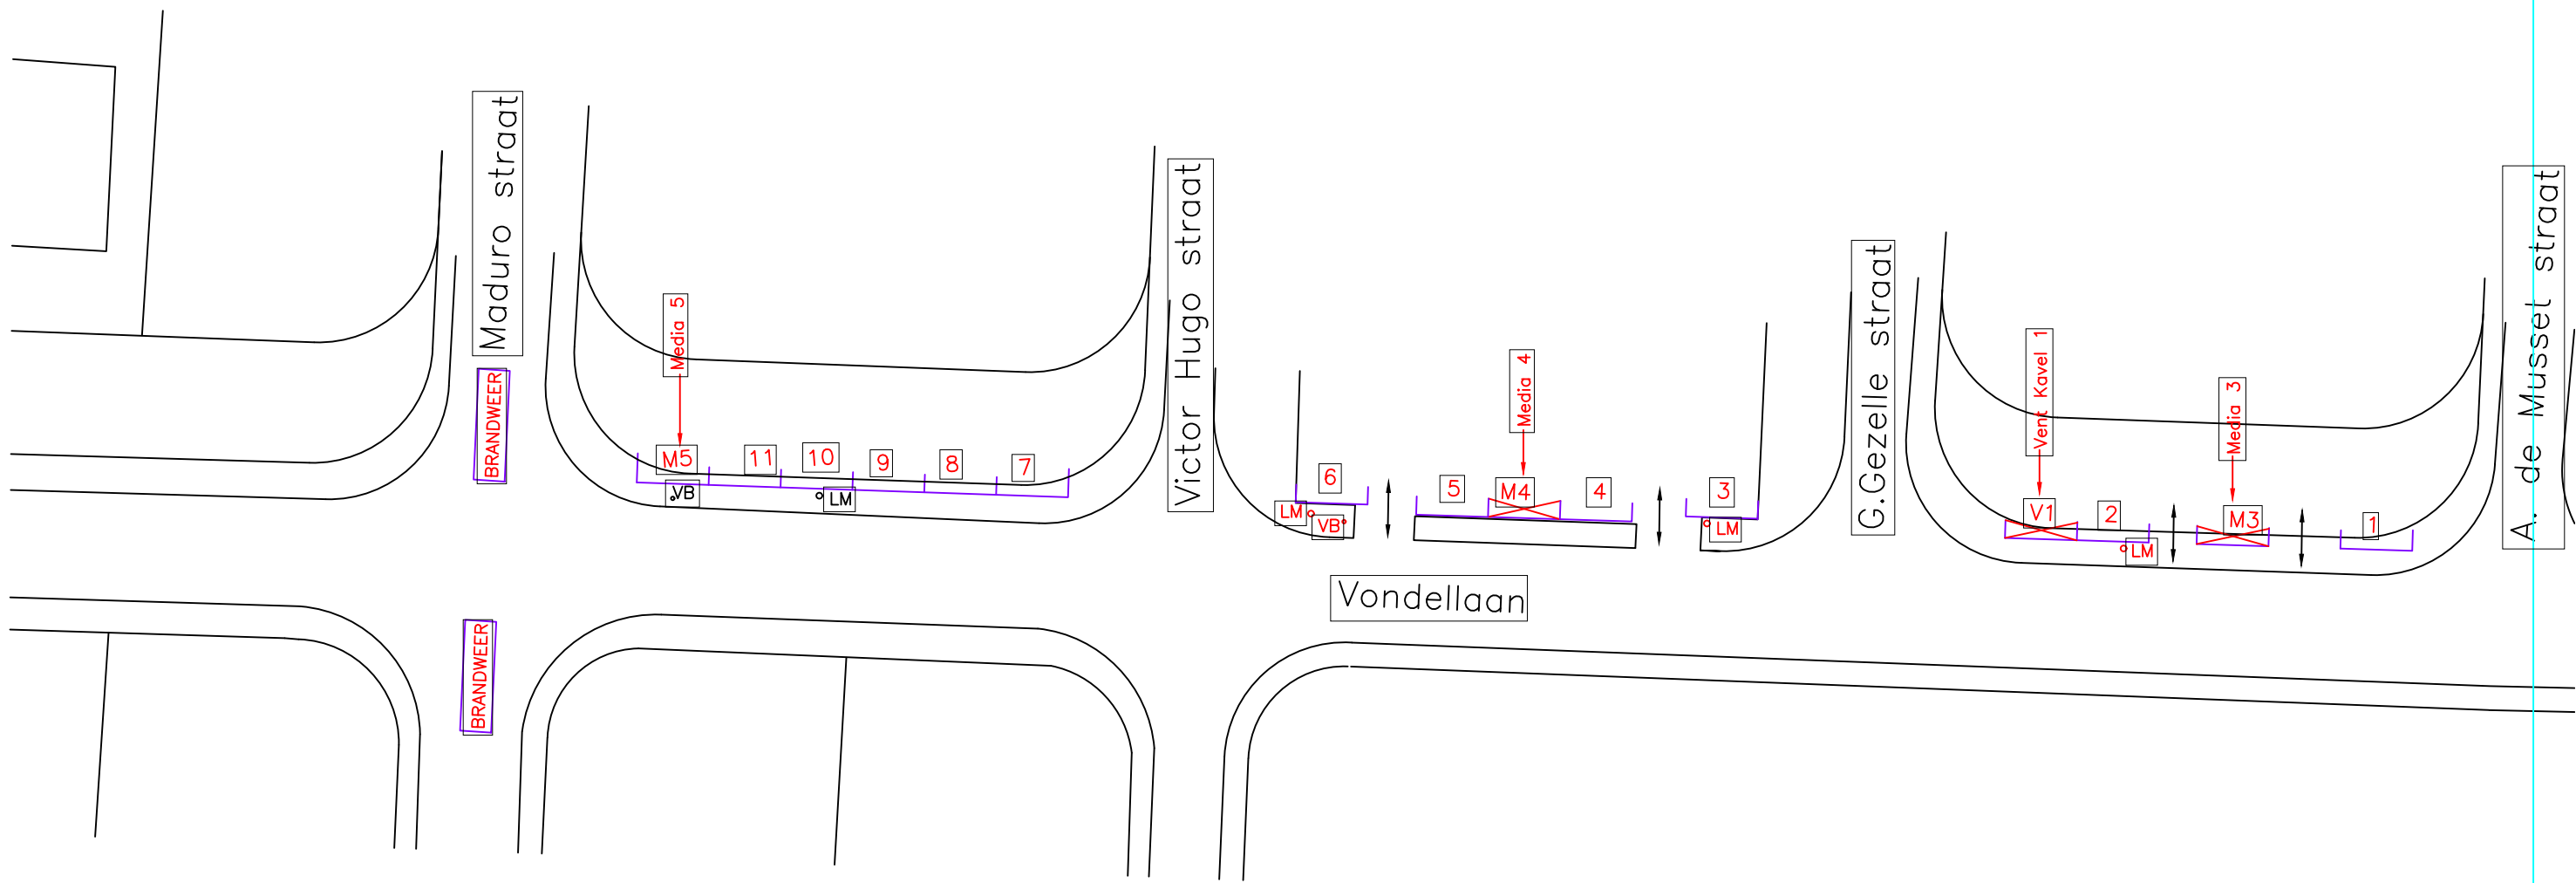 Maduro straat
BRANDWEER
BRANDWEER
Media 5
M5
11
10
9
8
7
VB
LM
Victor Hugo straat
6
LM
VB
Media 4
5
M4
4
3
LM
Vondellaan
G.Gezelle straat
Vent Kavel 1
V1
2
LM
Media 3
M3
1
A. de Mussel straat